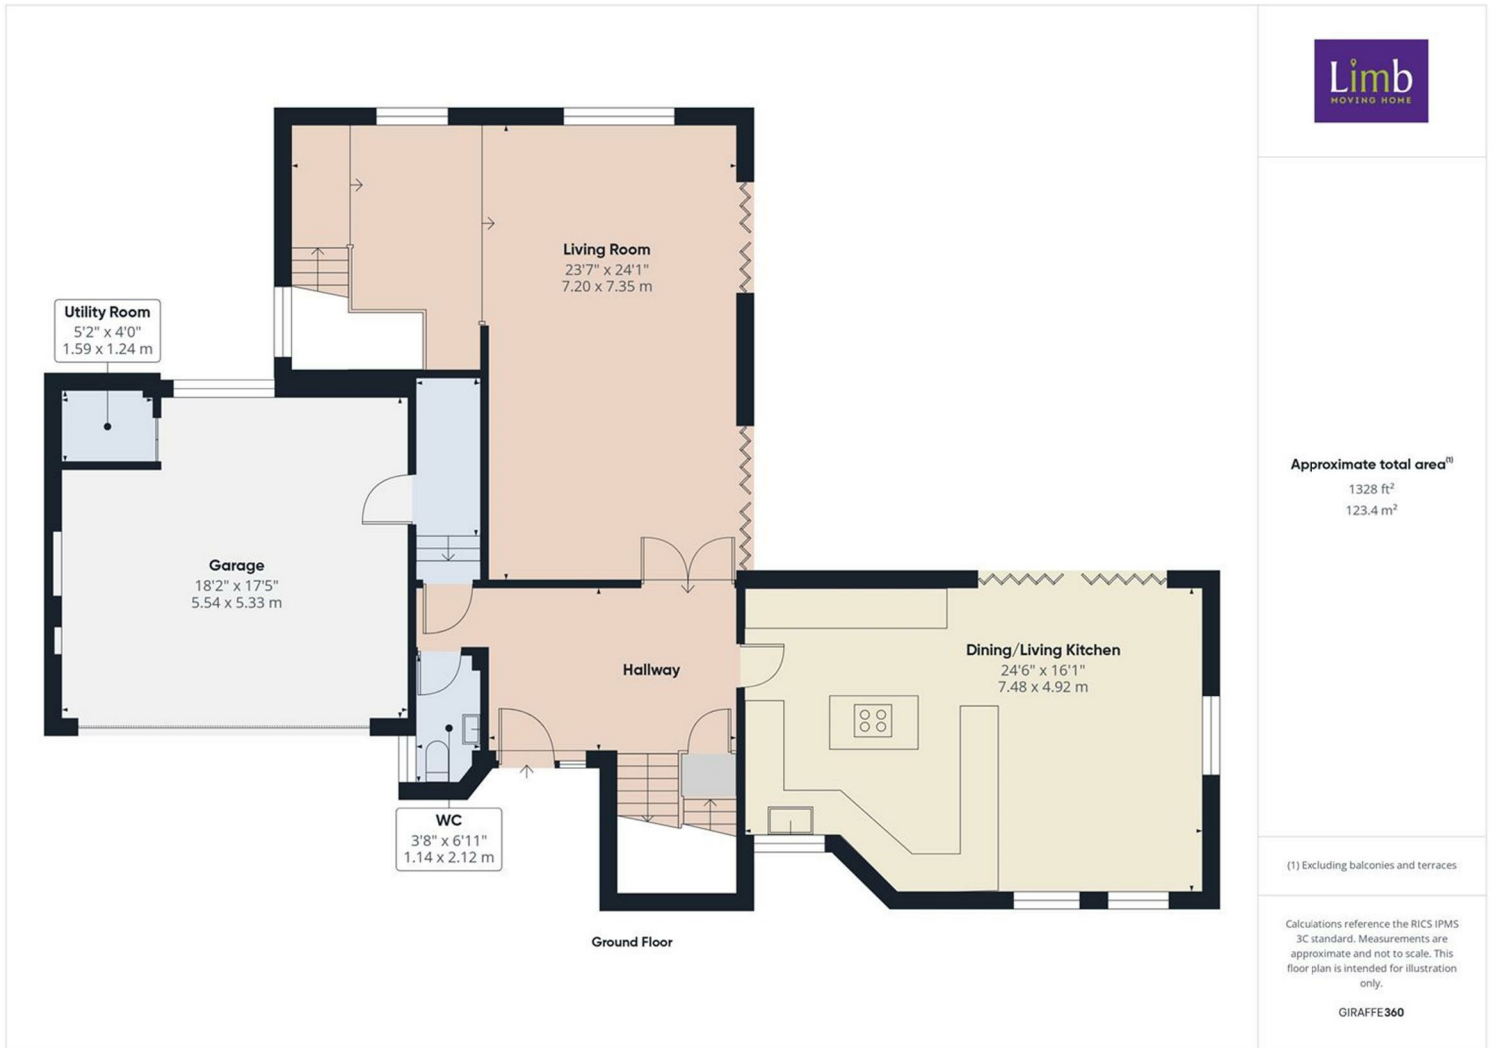 Limb
MOVING HOME
Living Room
23'7" x 24'1"
7.20 x 7.35 m
Utility Room
5'2" x 4'0"
1.59 x 1.24 m
Garage
18'2" x 17'5"
5.54 x 5.33 m
Hallway
Dining/Living Kitchen
24'6" x 16'1"
7.48 x 4.92 m
WC
3'8" x 6'11"
1.14 x 2.12 m
Ground Floor
Approximate total area(1)
1328 ft²
123.4 m²
(1) Excluding balconies and terraces
Calculations reference the RICS IPMS
3C standard. Measurements are
approximate and not to scale. This
floor plan is intended for illustration
only.
GIRAFFE360